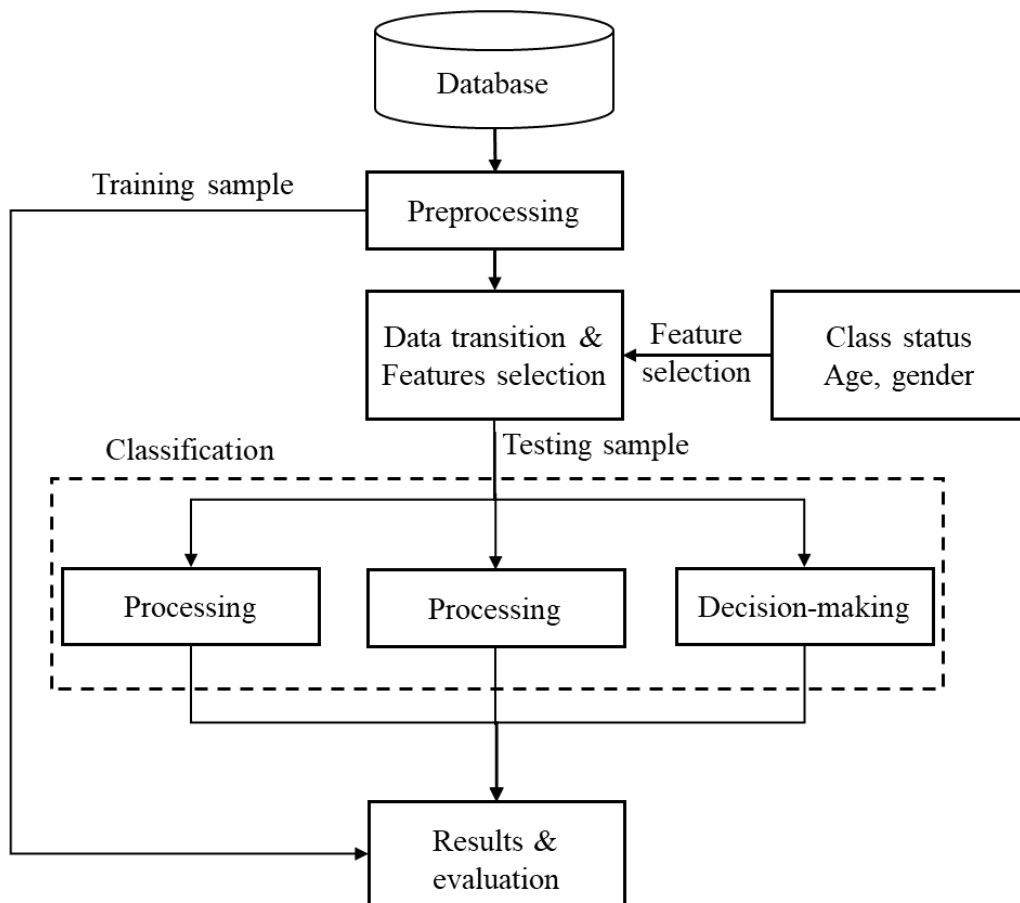 Database
Training sample
Preprocessing
Data transition &
Features selection
Feature
selection
Class status
Age, gender
Classification
Testing sample
Processing
Processing
Decision-making
Results &
evaluation